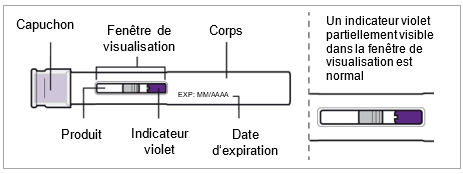 Capuchon
Fenêtre de
visualisation
Corps
EXP: MM/AAAA
Produit
Indicateur
violet
Date
d'expiration
Un indicateur violet
partiellement visible
dans la fenêtre de
visualisation est
normal